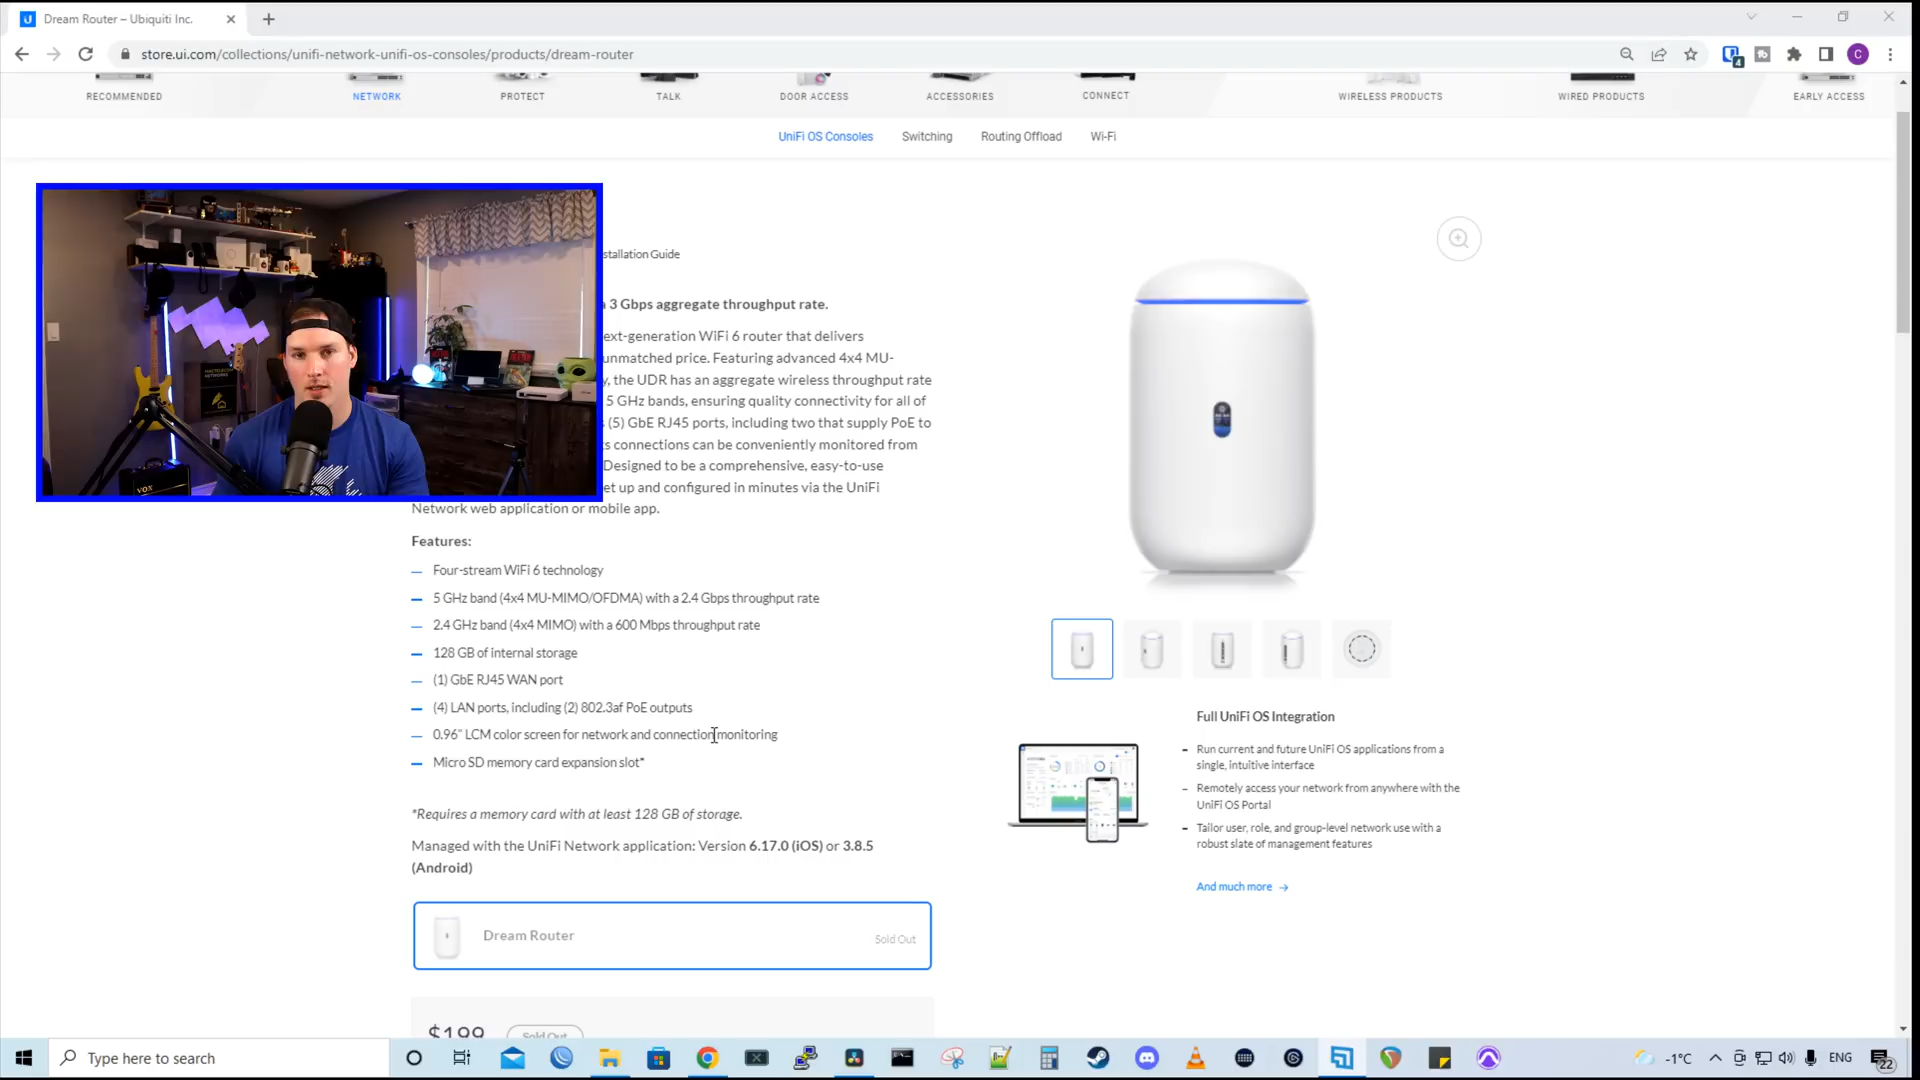 Dream Router – Ubiquiti Inc.
store.ui.com/collections/unifi-network-unifi-os-consoles/products/dream-router
4
C
RECOMMENDED
NETWORK
PROTECT
TALK
DOOR ACCESS
ACCESSORIES
CONNECT
WIRELESS PRODUCTS
WIRED PRODUCTS
EARLY ACCESS
UniFi OS Consoles
Switching
Routing Offload
Wi-Fi
stallation Guide
3 Gbps aggregate throughput rate.
ext-generation WiFi 6 router that delivers
unmatched price. Featuring advanced 4x4 MU-
y, the UDR has an aggregate wireless throughput rate
5 GHz bands, ensuring quality connectivity for all of
(5) GbE RJ45 ports, including two that supply PoE to
s connections can be conveniently monitored from
Designed to be a comprehensive, easy-to-use
et up and configured in minutes via the UniFi
Network web application or mobile app.
VOX
Features:
Four-stream WiFi 6 technology
5 GHz band (4x4 MU-MIMO/OFDMA) with a 2.4 Gbps throughput rate
2.4 GHz band (4x4 MIMO) with a 600 Mbps throughput rate
128 GB of internal storage
(1) GbE RJ45 WAN port
(4) LAN ports, including (2) 802.3af PoE outputs
0.96" LCM color screen for network and connection monitoring
Micro SD memory card expansion slot*
*Requires a memory card with at least 128 GB of storage.
Managed with the UniFi Network application: Version 6.17.0 (iOS) or 3.8.5
(Android)
Dream Router
Sold Out
$199
Sold Out
Full UniFi OS Integration
Run current and future UniFi OS applications from a
single, intuitive interface
Remotely access your network from anywhere with the
UniFi OS Portal
Tailor user, role, and group-level network use with a
robust slate of management features
And much more →
Type here to search
-1°C
ENG
22